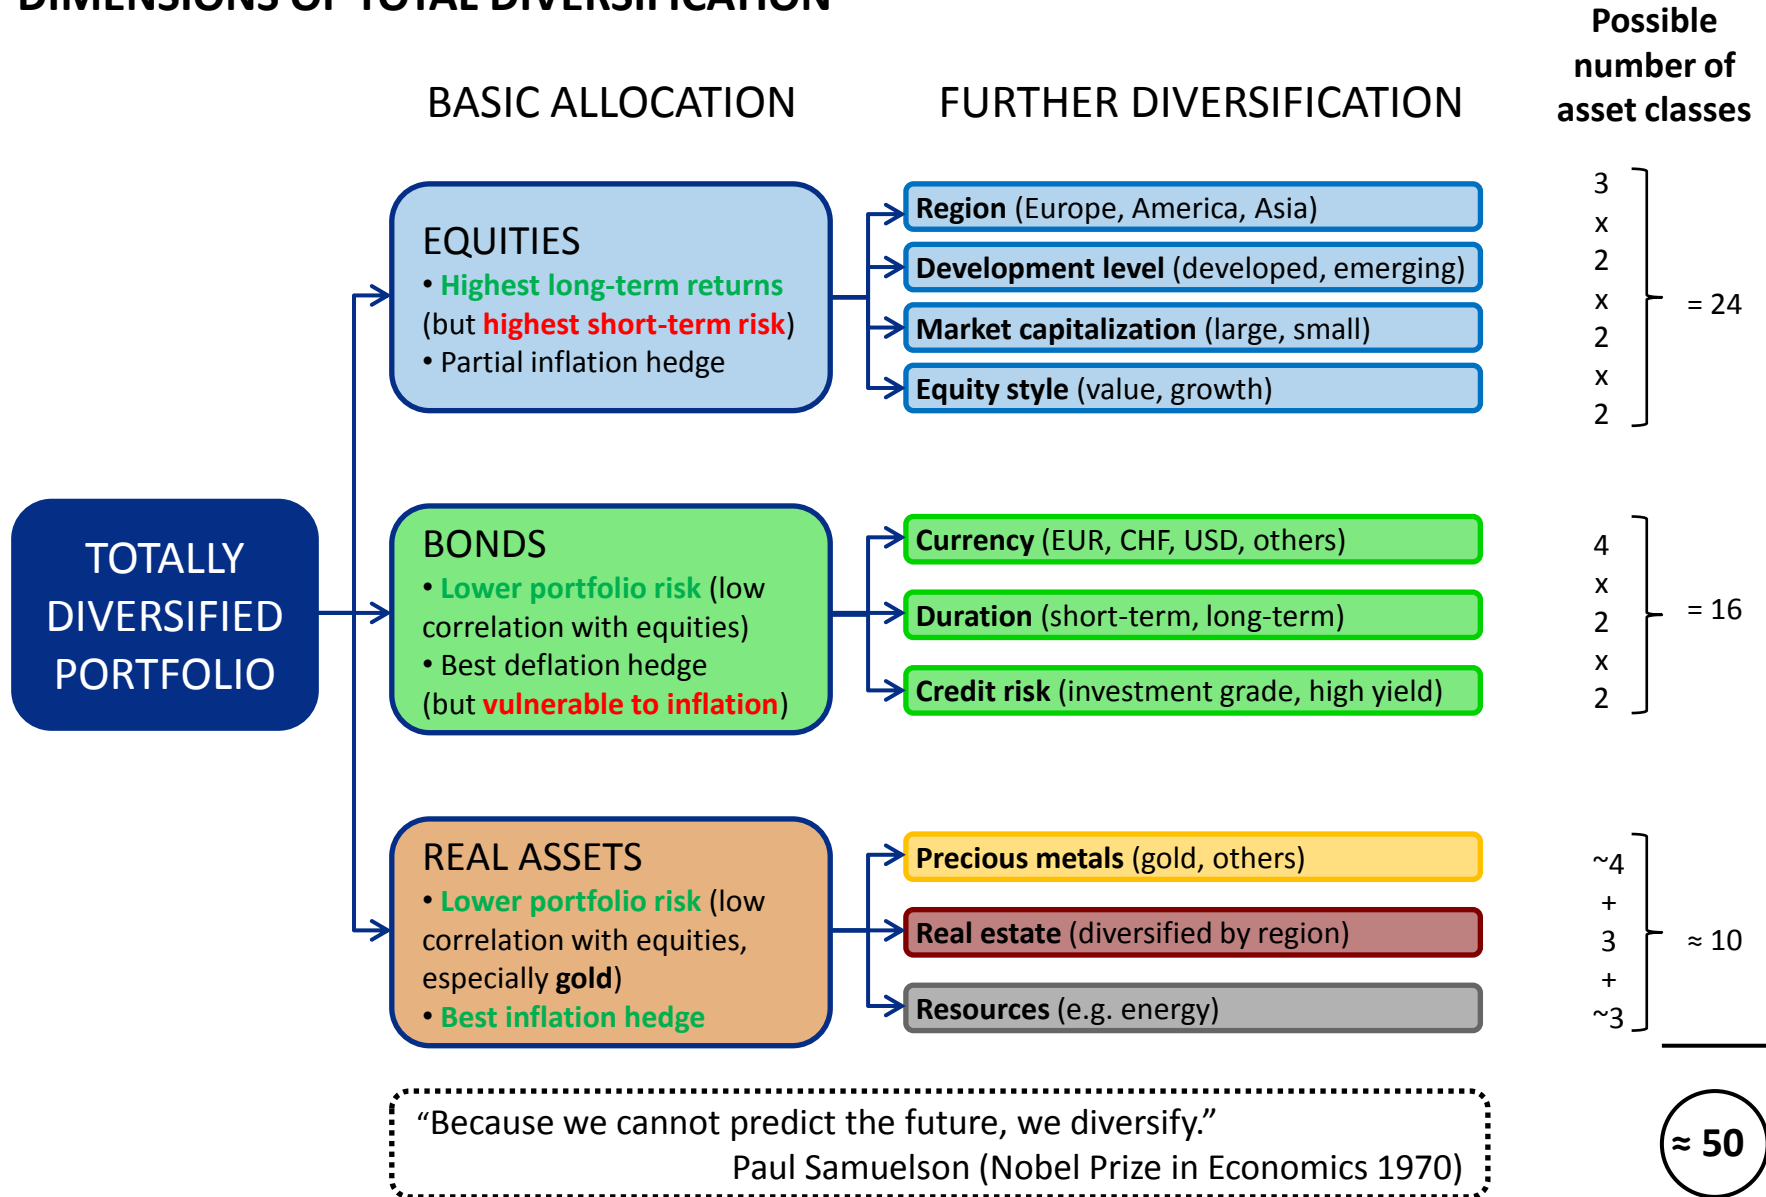 DIMENSIONS OF TOTAL DIVERSIFICATION
Possible
number of
asset classes
BASIC ALLOCATION
FURTHER DIVERSIFICATION
TOTALLY
DIVERSIFIED
PORTFOLIO
EQUITIES
• Highest long-term returns
(but highest short-term risk)
• Partial inflation hedge
Region (Europe, America, Asia)
Development level (developed, emerging)
Market capitalization (large, small)
Equity style (value, growth)
3
x
2
x
2
x
2
= 24
BONDS
• Lower portfolio risk (low
correlation with equities)
• Best deflation hedge
(but vulnerable to inflation)
Currency (EUR, CHF, USD, others)
Duration (short-term, long-term)
Credit risk (investment grade, high yield)
4
x
2
x
2
= 16
REAL ASSETS
• Lower portfolio risk (low
correlation with equities,
especially gold)
• Best inflation hedge
Precious metals (gold, others)
Real estate (diversified by region)
Resources (e.g. energy)
~4
+
3
+
~3
≈ 10
“Because we cannot predict the future, we diversify.”
Paul Samuelson (Nobel Prize in Economics 1970)
≈ 50